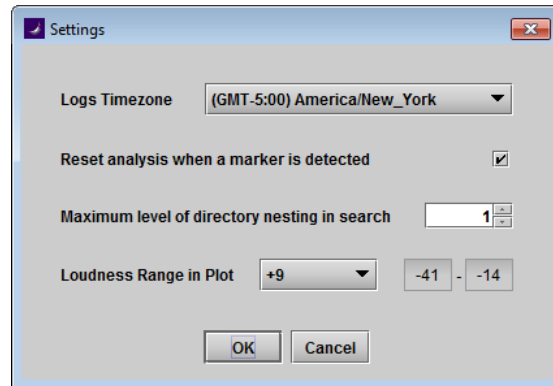 Settings
Logs Timezone (GMT-5:00) America/New_York
Reset analysis when a marker is detected
Maximum level of directory nesting in search 1
Loudness Range in Plot +9 -41 - -14
OK Cancel